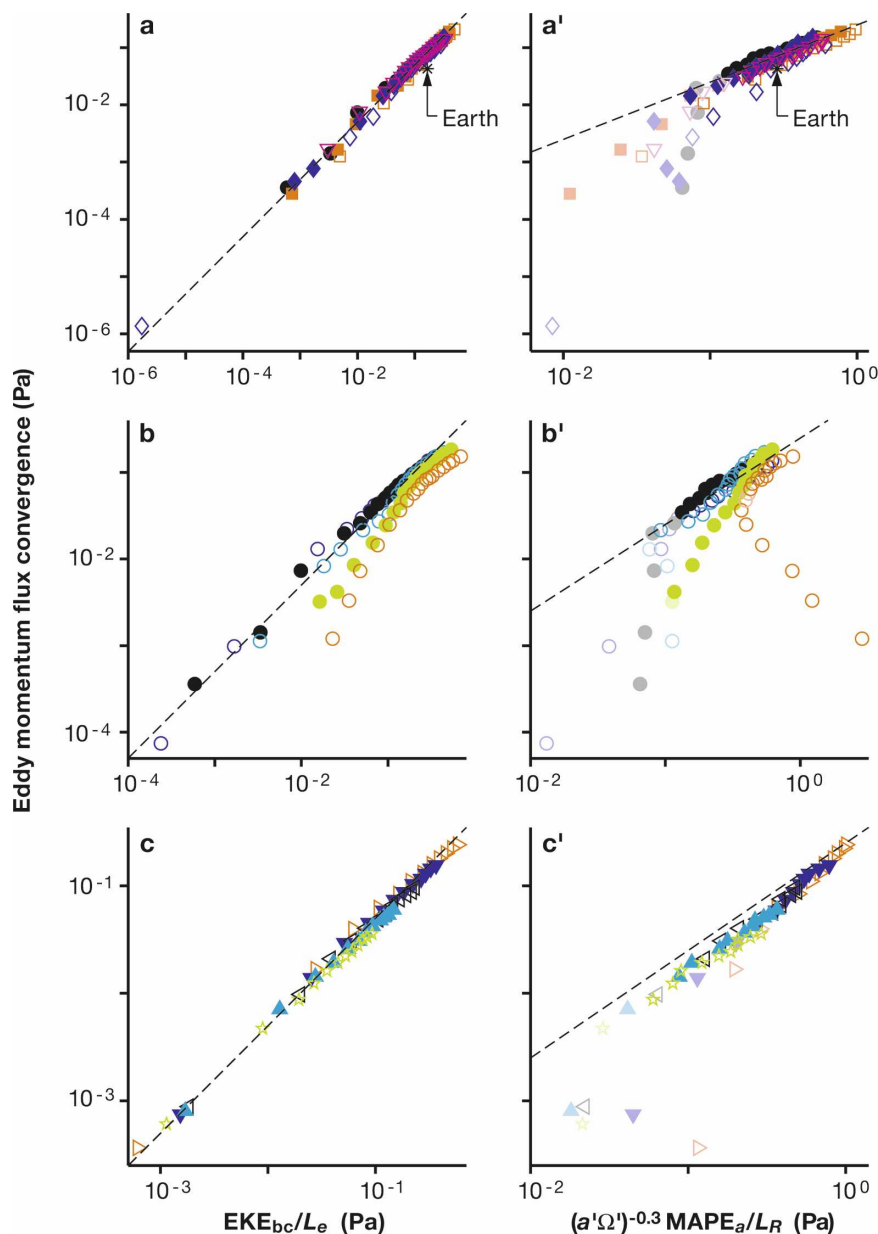 a
a'
10^-2
Earth
10^-4
10^-6
10^-6
10^-4
10^-2
10^-2
10^0
Earth
Eddy momentum flux convergence (Pa)
b
b'
10^-2
10^-4
10^-4
10^-2
10^-2
10^0
c
c'
10^-1
10^-3
10^-3
10^-1
10^-2
10^0
EKE_bc/L_e (Pa)
(a'Ω')^-0.3 MAPE_a/L_R (Pa)